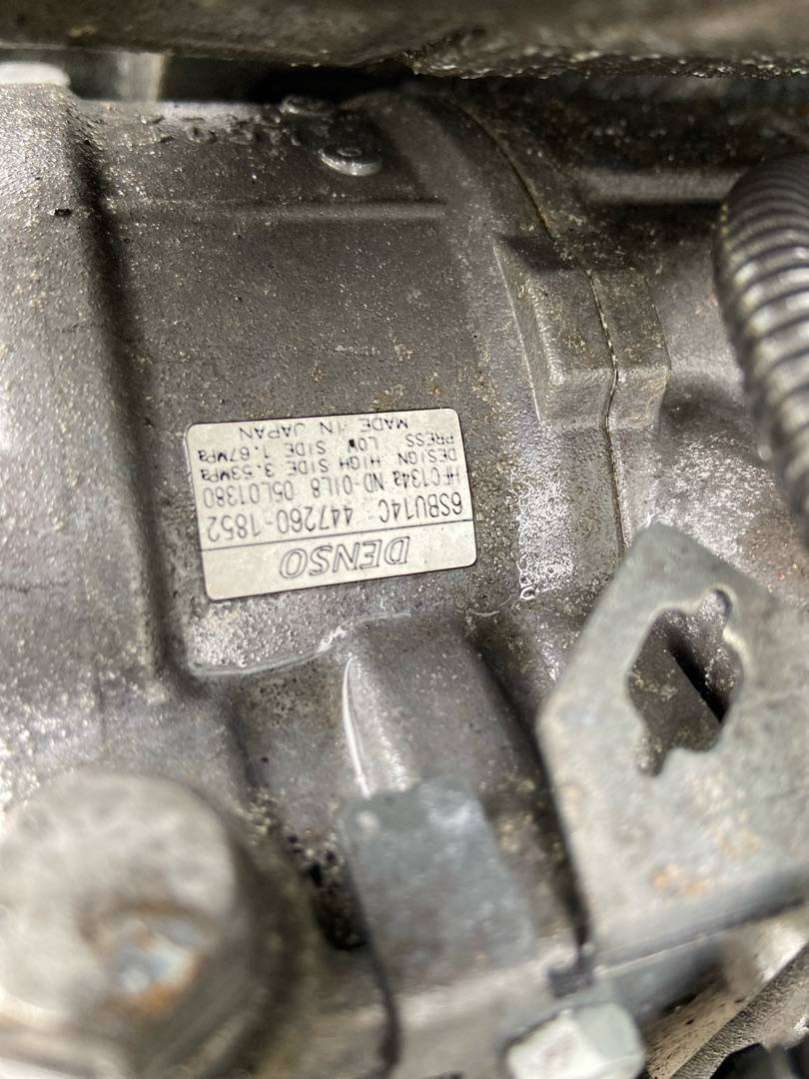 DENSO
6SBU14C 447260-1852
HFC134a ND-OIL8 05L01380
DESIGN HIGH SIDE 3.53MPa
PRESS LOW SIDE 1.67MPa
MADE IN JAPAN